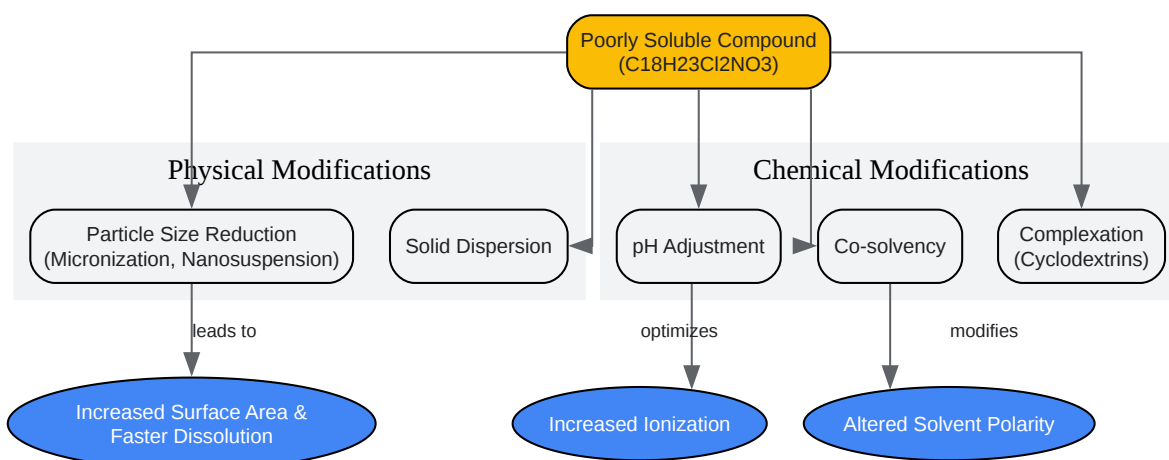 Poorly Soluble Compound
(C18H23Cl2NO3)
Physical Modifications
Chemical Modifications
Particle Size Reduction
(Micronization, Nanosuspension)
Solid Dispersion
pH Adjustment
Co-solvency
Complexation
(Cyclodextrins)
leads to
optimizes
modifies
Increased Surface Area &
Faster Dissolution
Increased Ionization
Altered Solvent Polarity